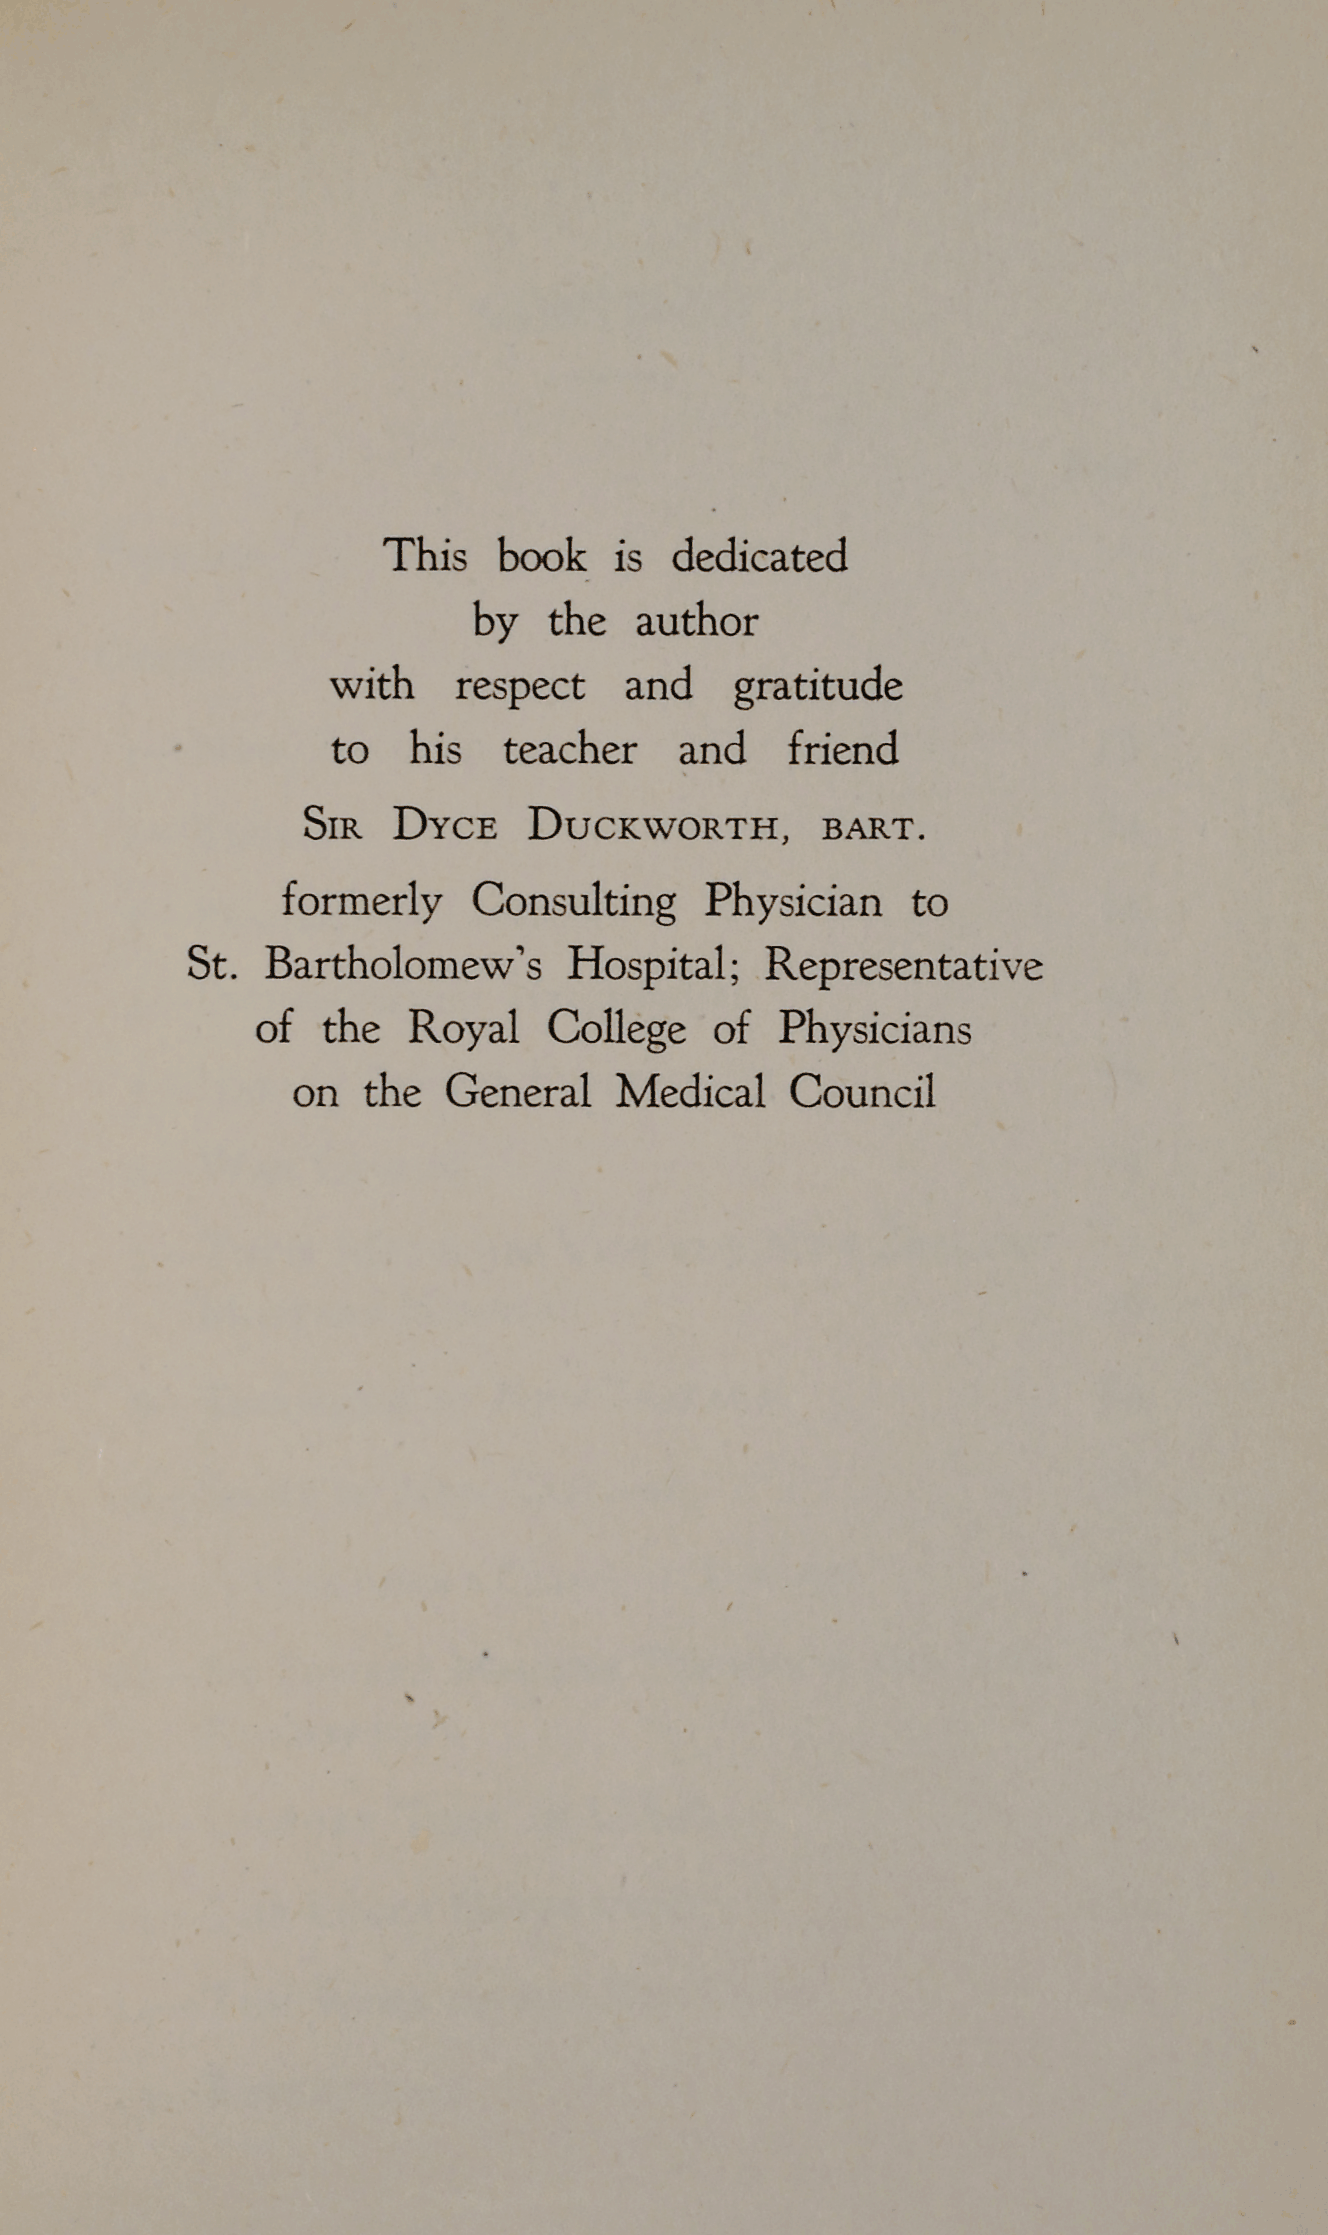 This book is dedicated
by the author
with respect and gratitude
to his teacher and friend
Sir Dyce Duckworth, bart.
formerly Consulting Physician to
St. Bartholomew's Hospital; Representative
of the Royal College of Physicians
on the General Medical Council